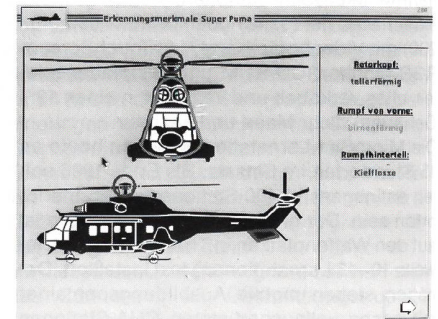 Erkennungsmerkmale Super Puma
Rotorkopf:
tellerförmig
Rumpf von vorne:
birnenförmig
Rumpfhinterteil:
Kielflosse